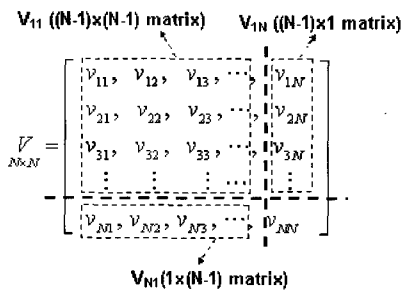 V11 ((N-1)x(N-1) matrix) V1N ((N-1)x1 matrix)
v11, v12, v13, ⋯, v1N
v21, v22, v23, ⋯, v2N
V N×N = v31, v32, v33, ⋯, v3N
⋮ ⋮ ⋮ ⋯ ⋮
vN1, vN2, vN3, ⋯, vNN
VN1(1x(N-1) matrix)